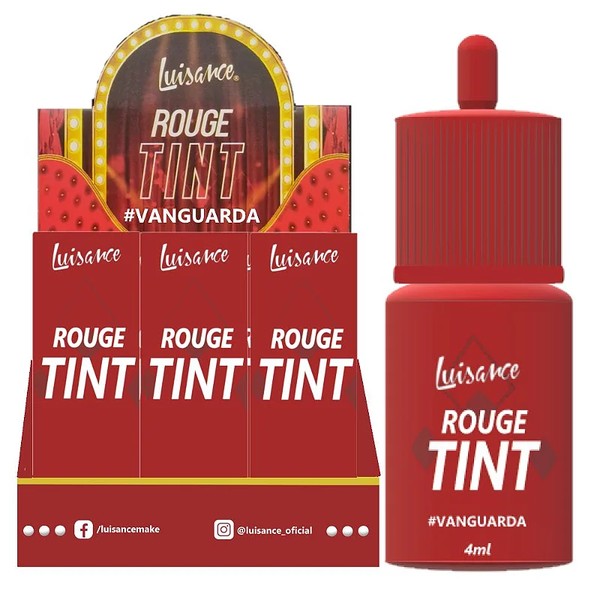 Luisance®
ROUGE
TINT
#VANGUARDA
Luisance
ROUGE
TINT
Luisance
ROUGE
TINT
Luisance
ROUGE
TINT
/luisancemake
@luisance_oficial
Luisance
ROUGE
TINT
#VANGUARDA
4ml